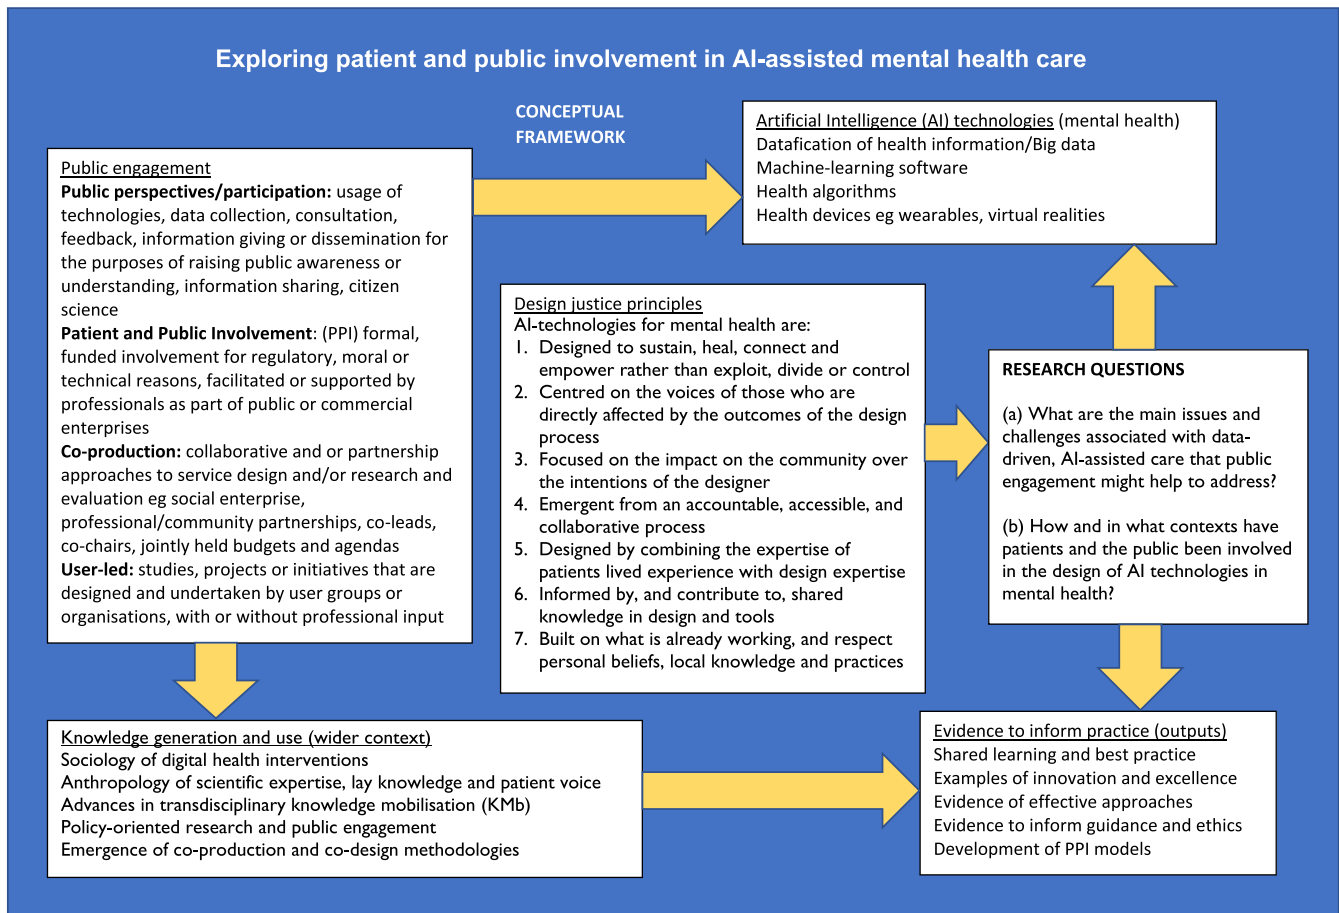 Exploring patient and public involvement in AI-assisted mental health care
CONCEPTUAL
FRAMEWORK
Public engagement
Public perspectives/participation: usage of
technologies, data collection, consultation,
feedback, information giving or dissemination for
the purposes of raising public awareness or
understanding, information sharing, citizen
science
Patient and Public Involvement: (PPI) formal,
funded involvement for regulatory, moral or
technical reasons, facilitated or supported by
professionals as part of public or commercial
enterprises
Co-production: collaborative and or partnership
approaches to service design and/or research and
evaluation eg social enterprise,
professional/community partnerships, co-leads,
co-chairs, jointly held budgets and agendas
User-led: studies, projects or initiatives that are
designed and undertaken by user groups or
organisations, with or without professional input
Artificial Intelligence (AI) technologies (mental health)
Datafication of health information/Big data
Machine-learning software
Health algorithms
Health devices eg wearables, virtual realities
Design justice principles
AI-technologies for mental health are:
1. Designed to sustain, heal, connect and
empower rather than exploit, divide or control
2. Centred on the voices of those who are
directly affected by the outcomes of the design
process
3. Focused on the impact on the community over
the intentions of the designer
4. Emergent from an accountable, accessible, and
collaborative process
5. Designed by combining the expertise of
patients lived experience with design expertise
6. Informed by, and contribute to, shared
knowledge in design and tools
7. Built on what is already working, and respect
personal beliefs, local knowledge and practices
RESEARCH QUESTIONS
(a) What are the main issues and
challenges associated with data-
driven, AI-assisted care that public
engagement might help to address?
(b) How and in what contexts have
patients and the public been involved
in the design of AI technologies in
mental health?
Knowledge generation and use (wider context)
Sociology of digital health interventions
Anthropology of scientific expertise, lay knowledge and patient voice
Advances in transdisciplinary knowledge mobilisation (KMb)
Policy-oriented research and public engagement
Emergence of co-production and co-design methodologies
Evidence to inform practice (outputs)
Shared learning and best practice
Examples of innovation and excellence
Evidence of effective approaches
Evidence to inform guidance and ethics
Development of PPI models